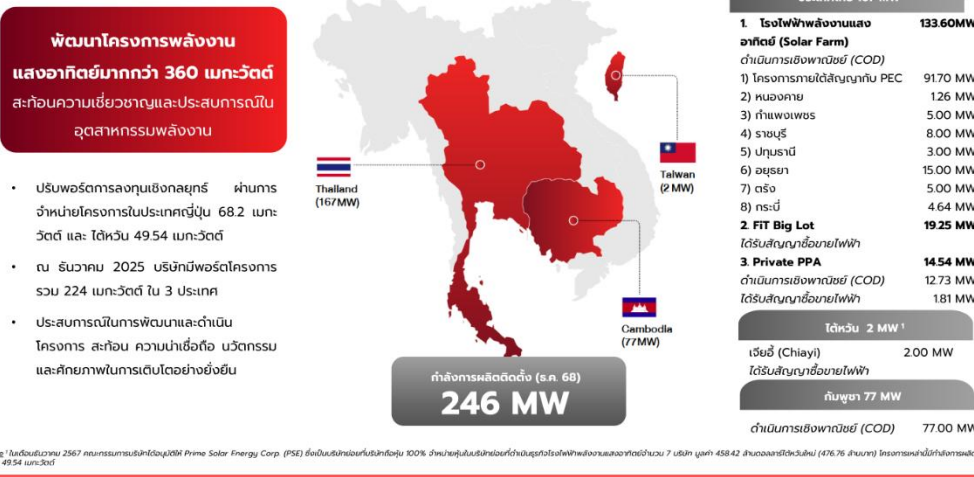 พัฒนาโครงการพลังงาน
แสงอาทิตย์มากกว่า 360 เมกะวัตต์
สะท้อนความเชี่ยวชาญและประสบการณ์ใน
อุตสาหกรรมพลังงาน
• ปรับพอร์ตการลงทุนเชิงกลยุทธ์ ผ่านการ
จำหน่ายโครงการในประเทศญี่ปุ่น 68.2 เมกะ
วัตต์ และ ไต้หวัน 49.54 เมกะวัตต์
• ณ ธันวาคม 2025 บริษัทมีพอร์ตโครงการ
รวม 224 เมกะวัตต์ ใน 3 ประเทศ
• ประสบการณ์ในการพัฒนาและดำเนิน
โครงการ สะท้อน ความน่าเชื่อถือ นวัตกรรม
และศักยภาพในการเติบโตอย่างยั่งยืน
Thailand
(167MW)
Taiwan
(2 MW)
Cambodia
(77MW)
กำลังการผลิตติดตั้ง (ธ.ค. 68)
246 MW
1. โรงไฟฟ้าพลังงานแสง 133.60MW
อาทิตย์ (Solar Farm)
ดำเนินการเชิงพาณิชย์ (COD)
1) โครงการภายใต้สัญญากับ PEC 91.70 MW
2) หนองคาย 1.26 MW
3) กำแพงเพชร 5.00 MW
4) ราชบุรี 8.00 MW
5) ปทุมธานี 3.00 MW
6) อยุธยา 15.00 MW
7) ตรัง 5.00 MW
8) กระบี่ 4.64 MW
2. FiT Big Lot 19.25 MW
ได้รับสัญญาซื้อขายไฟฟ้า
3. Private PPA 14.54 MW
ดำเนินการเชิงพาณิชย์ (COD) 12.73 MW
ได้รับสัญญาซื้อขายไฟฟ้า 1.81 MW
ไต้หวัน 2 MW ¹
เจียอี้ (Chiayi) 2.00 MW
ได้รับสัญญาซื้อขายไฟฟ้า
กัมพูชา 77 MW
ดำเนินการเชิงพาณิชย์ (COD) 77.00 MW
¹ ในเดือนธันวาคม 2567 คณะกรรมการบริษัทได้อนุมัติให้ Prime Solar Energy Corp. (PSE) ซึ่งเป็นบริษัทย่อยที่บริษัทถือหุ้น 100% จำหน่ายหุ้นในบริษัทย่อยที่ดำเนินธุรกิจโรงไฟฟ้าพลังงานแสงอาทิตย์จำนวน 7 บริษัท มูลค่า 458.42 ล้านดอลลาร์ไต้หวันใหม่ (476.76 ล้านบาท) โครงการเหล่านี้มีกำลังการผลิต
49.54 เมกะวัตต์